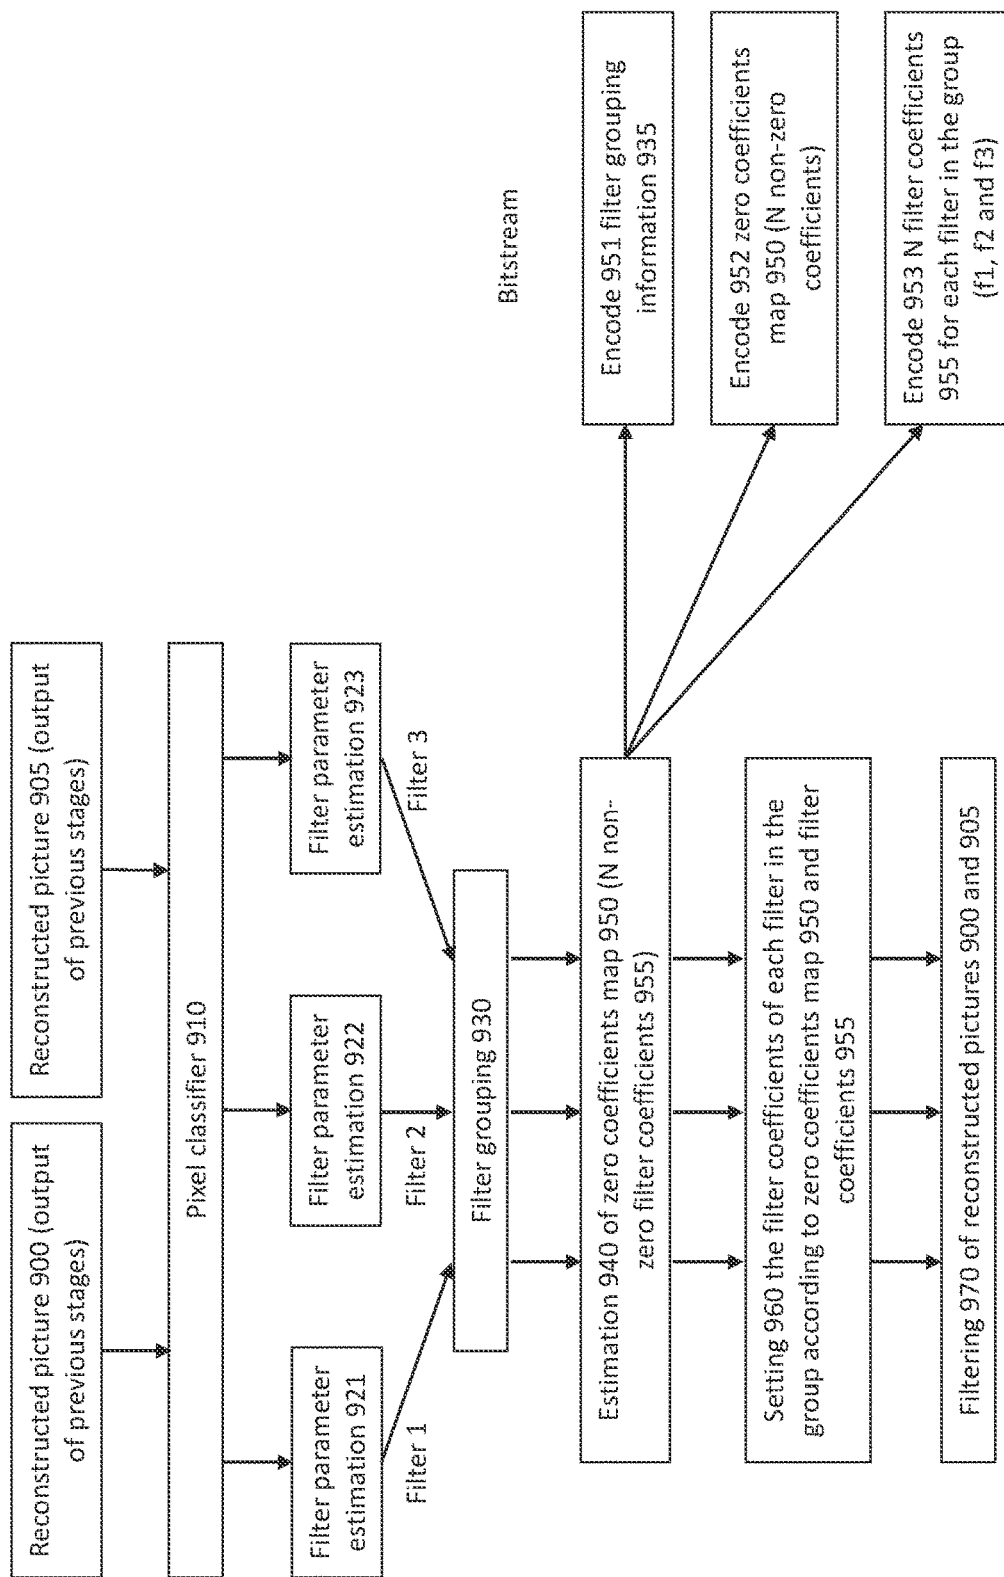 Reconstructed picture 900 (output
of previous stages)
Reconstructed picture 905 (output
of previous stages)
Pixel classifier 910
Filter parameter
estimation 921
Filter parameter
estimation 922
Filter parameter
estimation 923
Filter 1
Filter 2
Filter 3
Filter grouping 930
Estimation 940 of zero coefficients map 950 (N non-
zero filter coefficients 955)
Setting 960 the filter coefficients of each filter in the
group according to zero coefficients map 950 and filter
coefficients 955
Filtering 970 of reconstructed pictures 900 and 905
Bitstream
Encode 951 filter grouping
information 935
Encode 952 zero coefficients
map 950 (N non-zero
coefficients)
Encode 953 N filter coefficients
955 for each filter in the group
(f1, f2 and f3)